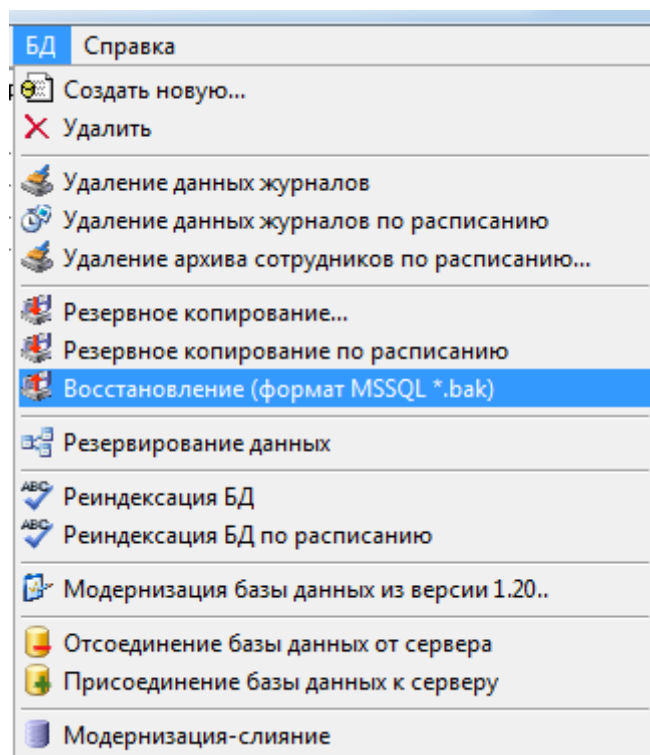 БД Справка
Создать новую...
Удалить
Удаление данных журналов
Удаление данных журналов по расписанию
Удаление архива сотрудников по расписанию...
Резервное копирование...
Резервное копирование по расписанию
Восстановление (формат MSSQL *.bak)
Резервирование данных
ABC Реиндексация БД
ABC Реиндексация БД по расписанию
Модернизация базы данных из версии 1.20..
Отсоединение базы данных от сервера
Присоединение базы данных к серверу
Модернизация-слияние